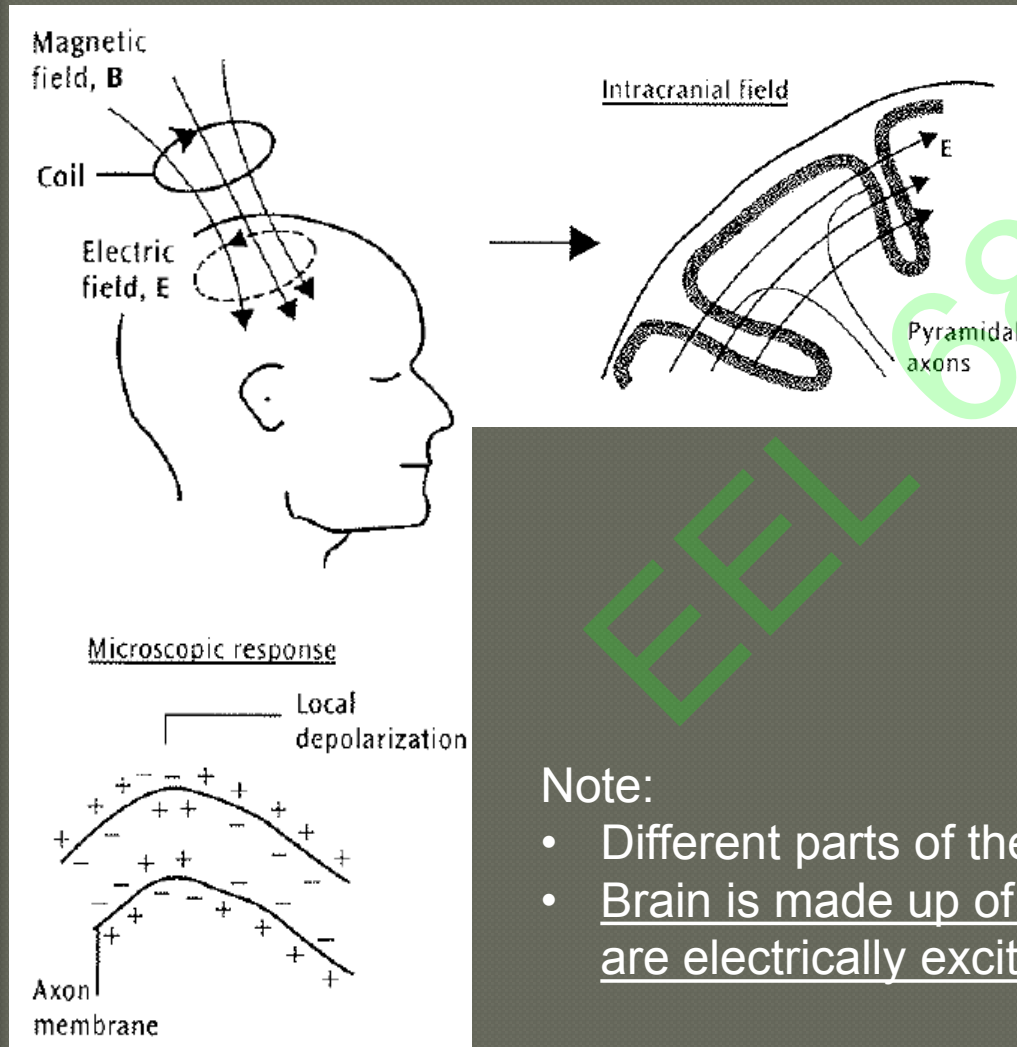 Magnetic
field, B
Coil
Electric
field, E
Intracranial field
E
Pyramidal
axons
68
EEL
Microscopic response
Local
depolarization
Axon
membrane
Note:
• Different parts of the
• Brain is made up of
are electrically excit